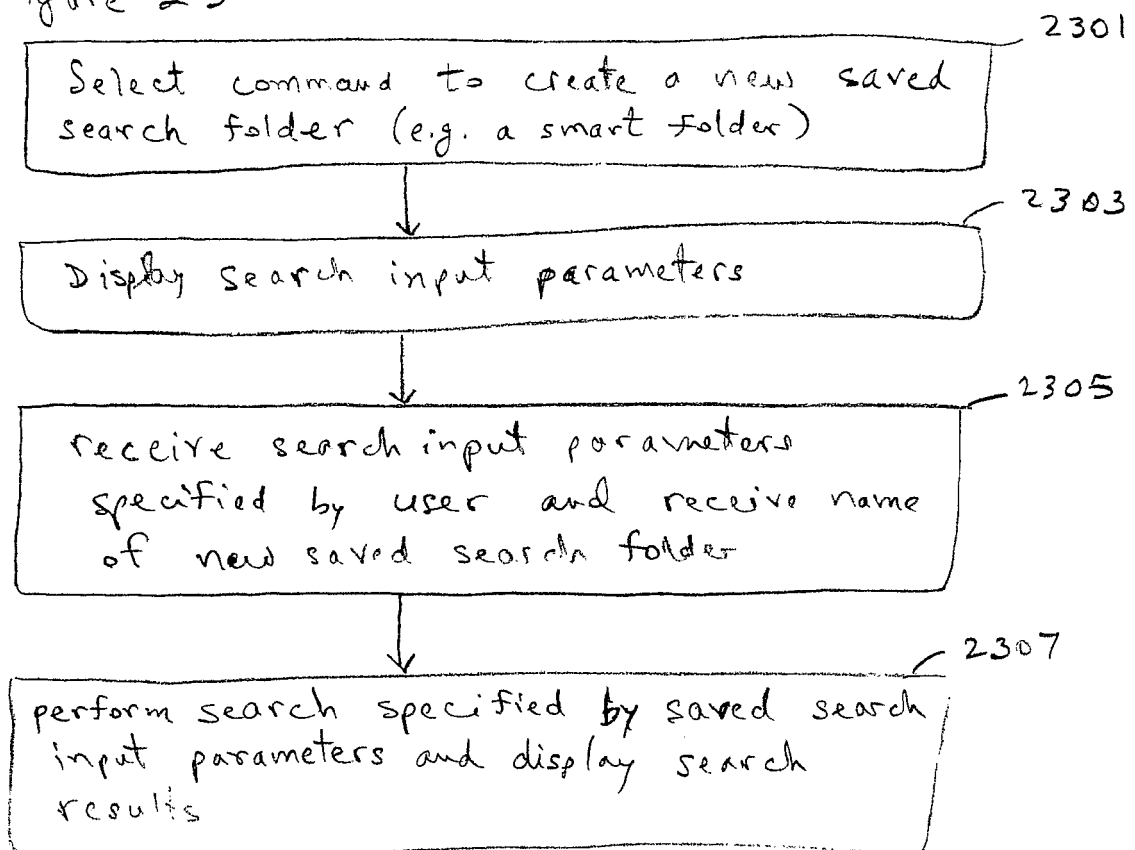 gure 23
2301
Select command to create a new saved
search folder (e.g. a smart folder)
2303
Display search input parameters
2305
receive search input parameters
specified by user and receive name
of new saved search folder
2307
perform search specified by saved search
input parameters and display search
results